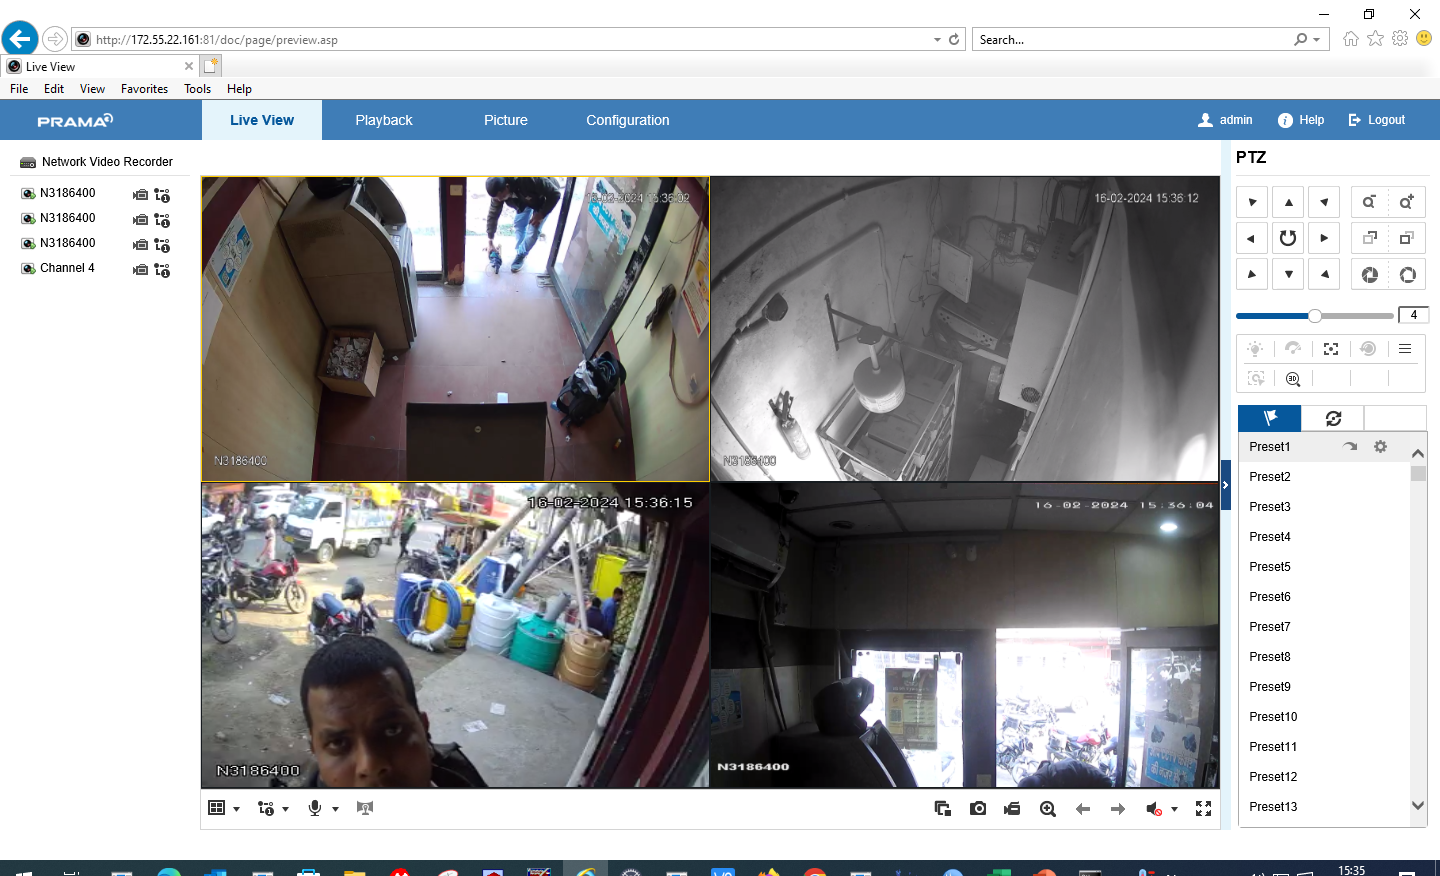 http://172.55.22.161:81/doc/page/preview.asp
Search...
Live View
File Edit View Favorites Tools Help
PRAMA
Live View Playback Picture Configuration
admin Help Logout
Network Video Recorder
N3186400
N3186400
N3186400
Channel 4
16-02-2024 15:36:02
N3186400
16-02-2024 15:36:12
N3186400
16-02-2024 15:36:15
N3186400
16-02-2024 15:36:04
N3186400
PTZ
4
3D
Preset1
Preset2
Preset3
Preset4
Preset5
Preset6
Preset7
Preset8
Preset9
Preset10
Preset11
Preset12
Preset13
15:35